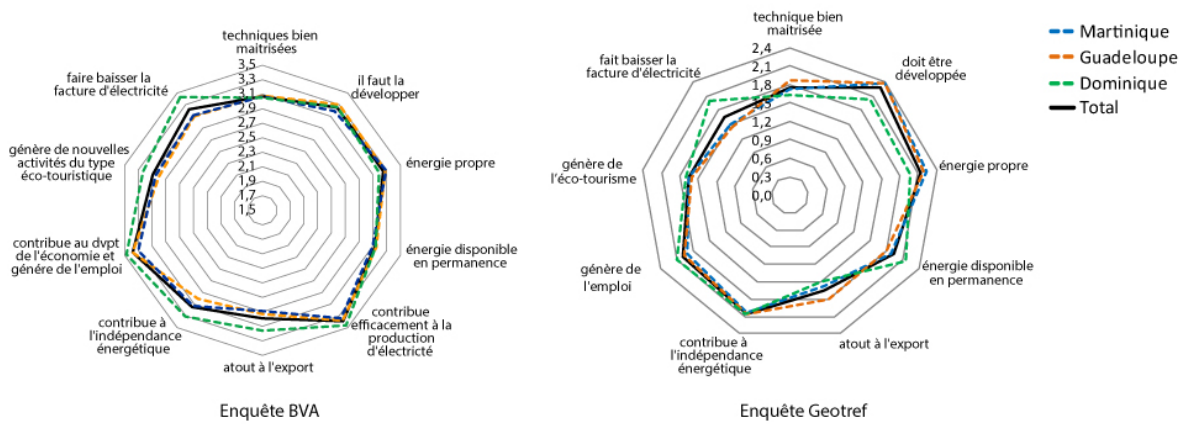 techniques bien
maitrisées
il faut la
développer
énergie propre
énergie disponible
en permanence
contribue
efficacement à la
production
d'électricté
atout à l'export
contribue à
l'indépendance
énergétique
contribue au dvpt
de l'économie et
génére de l'emploi
génère de nouvelles
activités du type
éco-touristique
faire baisser la
facture d'électricité
3,5
3,3
3,1
2,9
2,7
2,5
2,3
2,1
1,9
1,7
1,5
Enquête BVA
technique bien
maitrisée
doit être
développée
énergie propre
énergie disponible
en permanence
atout à l'export
contribue à
l'indépendance
énergétique
génère de
l'emploi
génère de
l'éco-tourisme
fait baisser la
facture d'électricité
2,4
2,1
1,8
1,5
1,2
0,9
0,6
0,3
0,0
Enquête Geotref
Martinique
Guadeloupe
Dominique
Total